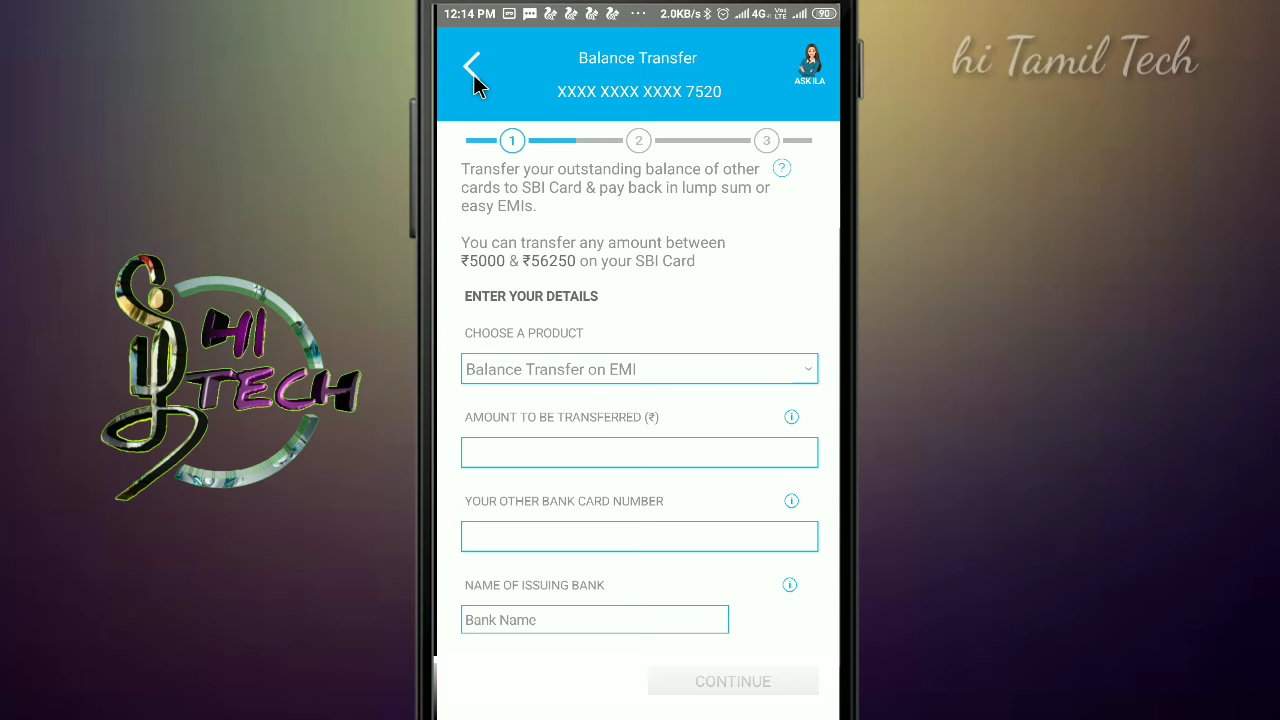 12:14 PM
2.0KB/s
4G
Vo
LTE
90
hi Tamil Tech
Balance Transfer
XXXX XXXX XXXX 7520
ASK ILA
1
2
3
Transfer your outstanding balance of other
cards to SBI Card & pay back in lump sum or
easy EMIs.
?
You can transfer any amount between
₹5000 & ₹56250 on your SBI Card
ENTER YOUR DETAILS
CHOOSE A PRODUCT
Balance Transfer on EMI
AMOUNT TO BE TRANSFERRED (₹)
i
YOUR OTHER BANK CARD NUMBER
i
NAME OF ISSUING BANK
i
Bank Name
CONTINUE
HI
TECH